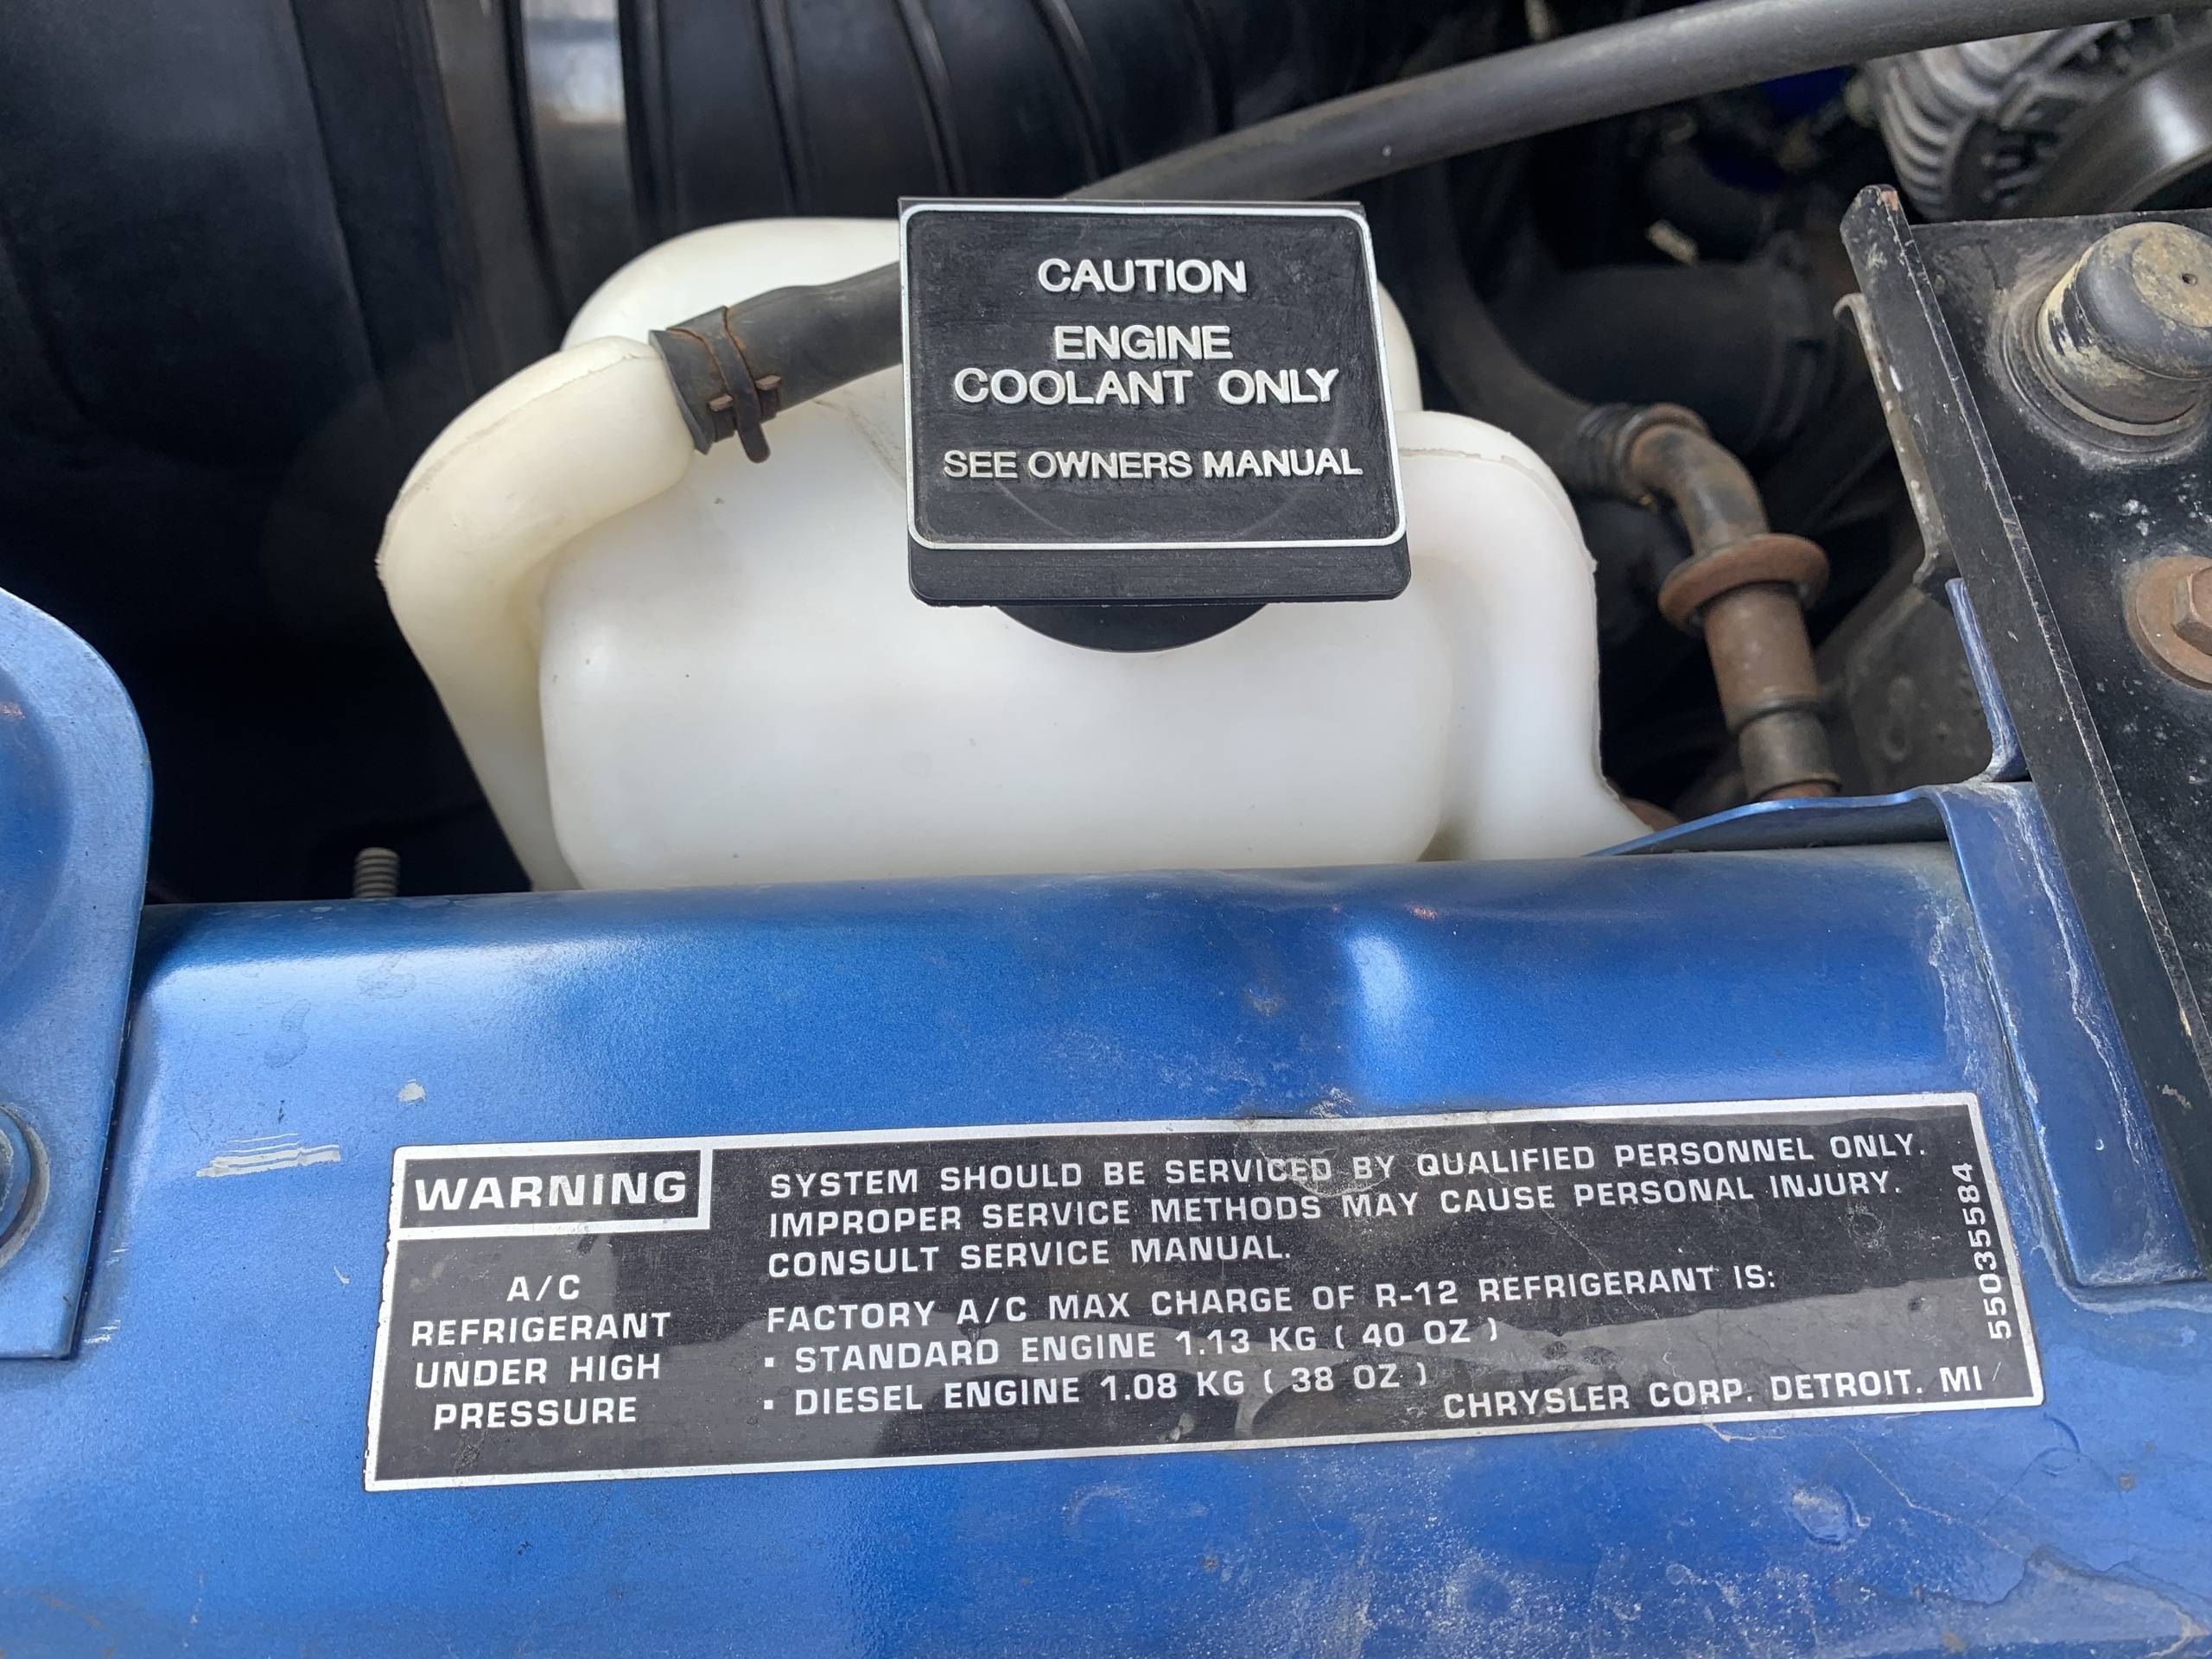 CAUTION
ENGINE
COOLANT ONLY
SEE OWNERS MANUAL
WARNING
A/C
REFRIGERANT
UNDER HIGH
PRESSURE
SYSTEM SHOULD BE SERVICED BY QUALIFIED PERSONNEL ONLY.
IMPROPER SERVICE METHODS MAY CAUSE PERSONAL INJURY.
CONSULT SERVICE MANUAL.
FACTORY A/C MAX CHARGE OF R-12 REFRIGERANT IS:
▪ STANDARD ENGINE 1.13 KG ( 40 OZ )
▪ DIESEL ENGINE 1.08 KG ( 38 OZ )
CHRYSLER CORP. DETROIT. MI
55035584